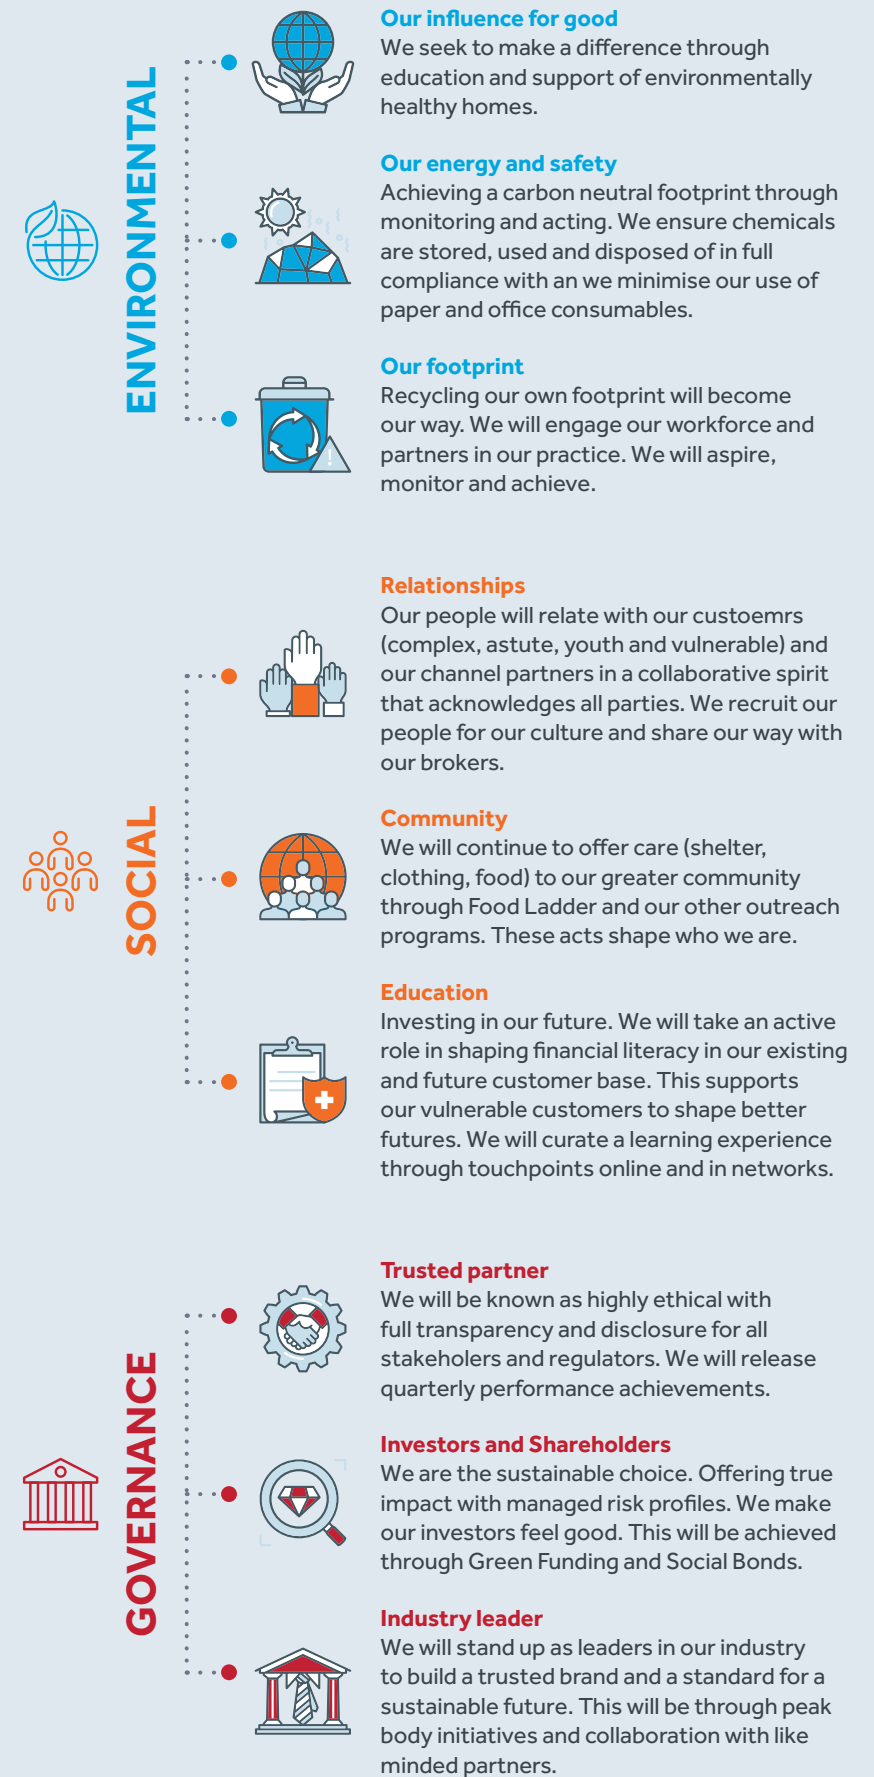 ENVIRONMENTAL
Our influence for good
We seek to make a difference through
education and support of environmentally
healthy homes.
Our energy and safety
Achieving a carbon neutral footprint through
monitoring and acting. We ensure chemicals
are stored, used and disposed of in full
compliance with an we minimise our use of
paper and office consumables.
Our footprint
Recycling our own footprint will become
our way. We will engage our workforce and
partners in our practice. We will aspire,
monitor and achieve.
SOCIAL
Relationships
Our people will relate with our custoemrs
(complex, astute, youth and vulnerable) and
our channel partners in a collaborative spirit
that acknowledges all parties. We recruit our
people for our culture and share our way with
our brokers.
Community
We will continue to offer care (shelter,
clothing, food) to our greater community
through Food Ladder and our other outreach
programs. These acts shape who we are.
Education
Investing in our future. We will take an active
role in shaping financial literacy in our existing
and future customer base. This supports
our vulnerable customers to shape better
futures. We will curate a learning experience
through touchpoints online and in networks.
GOVERNANCE
Trusted partner
We will be known as highly ethical with
full transparency and disclosure for all
stakeholers and regulators. We will release
quarterly performance achievements.
Investors and Shareholders
We are the sustainable choice. Offering true
impact with managed risk profiles. We make
our investors feel good. This will be achieved
through Green Funding and Social Bonds.
Industry leader
We will stand up as leaders in our industry
to build a trusted brand and a standard for a
sustainable future. This will be through peak
body initiatives and collaboration with like
minded partners.